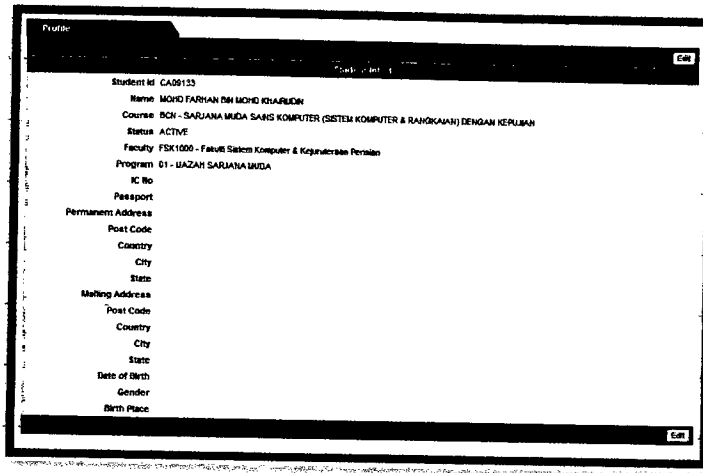 Profile
Edit
Student Id CA09133
Name MOHD FARHAN BIN MOHD KHAIRUDIN
Course BCN - SARJANA MUDA SAINS KOMPUTER (SISTEM KOMPUTER & RANGKAIAN) DENGAN KEPUJIAN
Status ACTIVE
Faculty FSK1000 - Fakulti Sistem Komputer & Kejuruteraan Perisian
Program 01 - IJAZAH SARJANA MUDA
IC No
Passport
Permanent Address
Post Code
Country
City
State
Mailing Address
Post Code
Country
City
State
Date of Birth
Gender
Birth Place
Edit